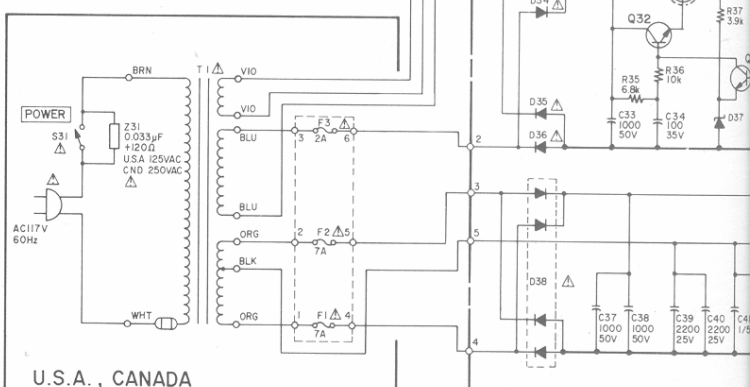 D34
Q32
R37
3.9k
R36
10k
R35
6.8k
C33
1000
50V
C34
100
35V
D37
D35
D36
BRN
T1
VIO
VIO
POWER
S31
Z31
0.033µF
+120Ω
U.S.A 125VAC
CND 250VAC
BLU
BLU
3
F3
2A
6
2
AC117V
60Hz
ORG
BLK
ORG
2
F2
5
7A
1
F1
4
7A
3
5
4
D38
WHT
C37
1000
50V
C38
1000
50V
C39
2200
25V
C40
2200
25V
U.S.A., CANADA